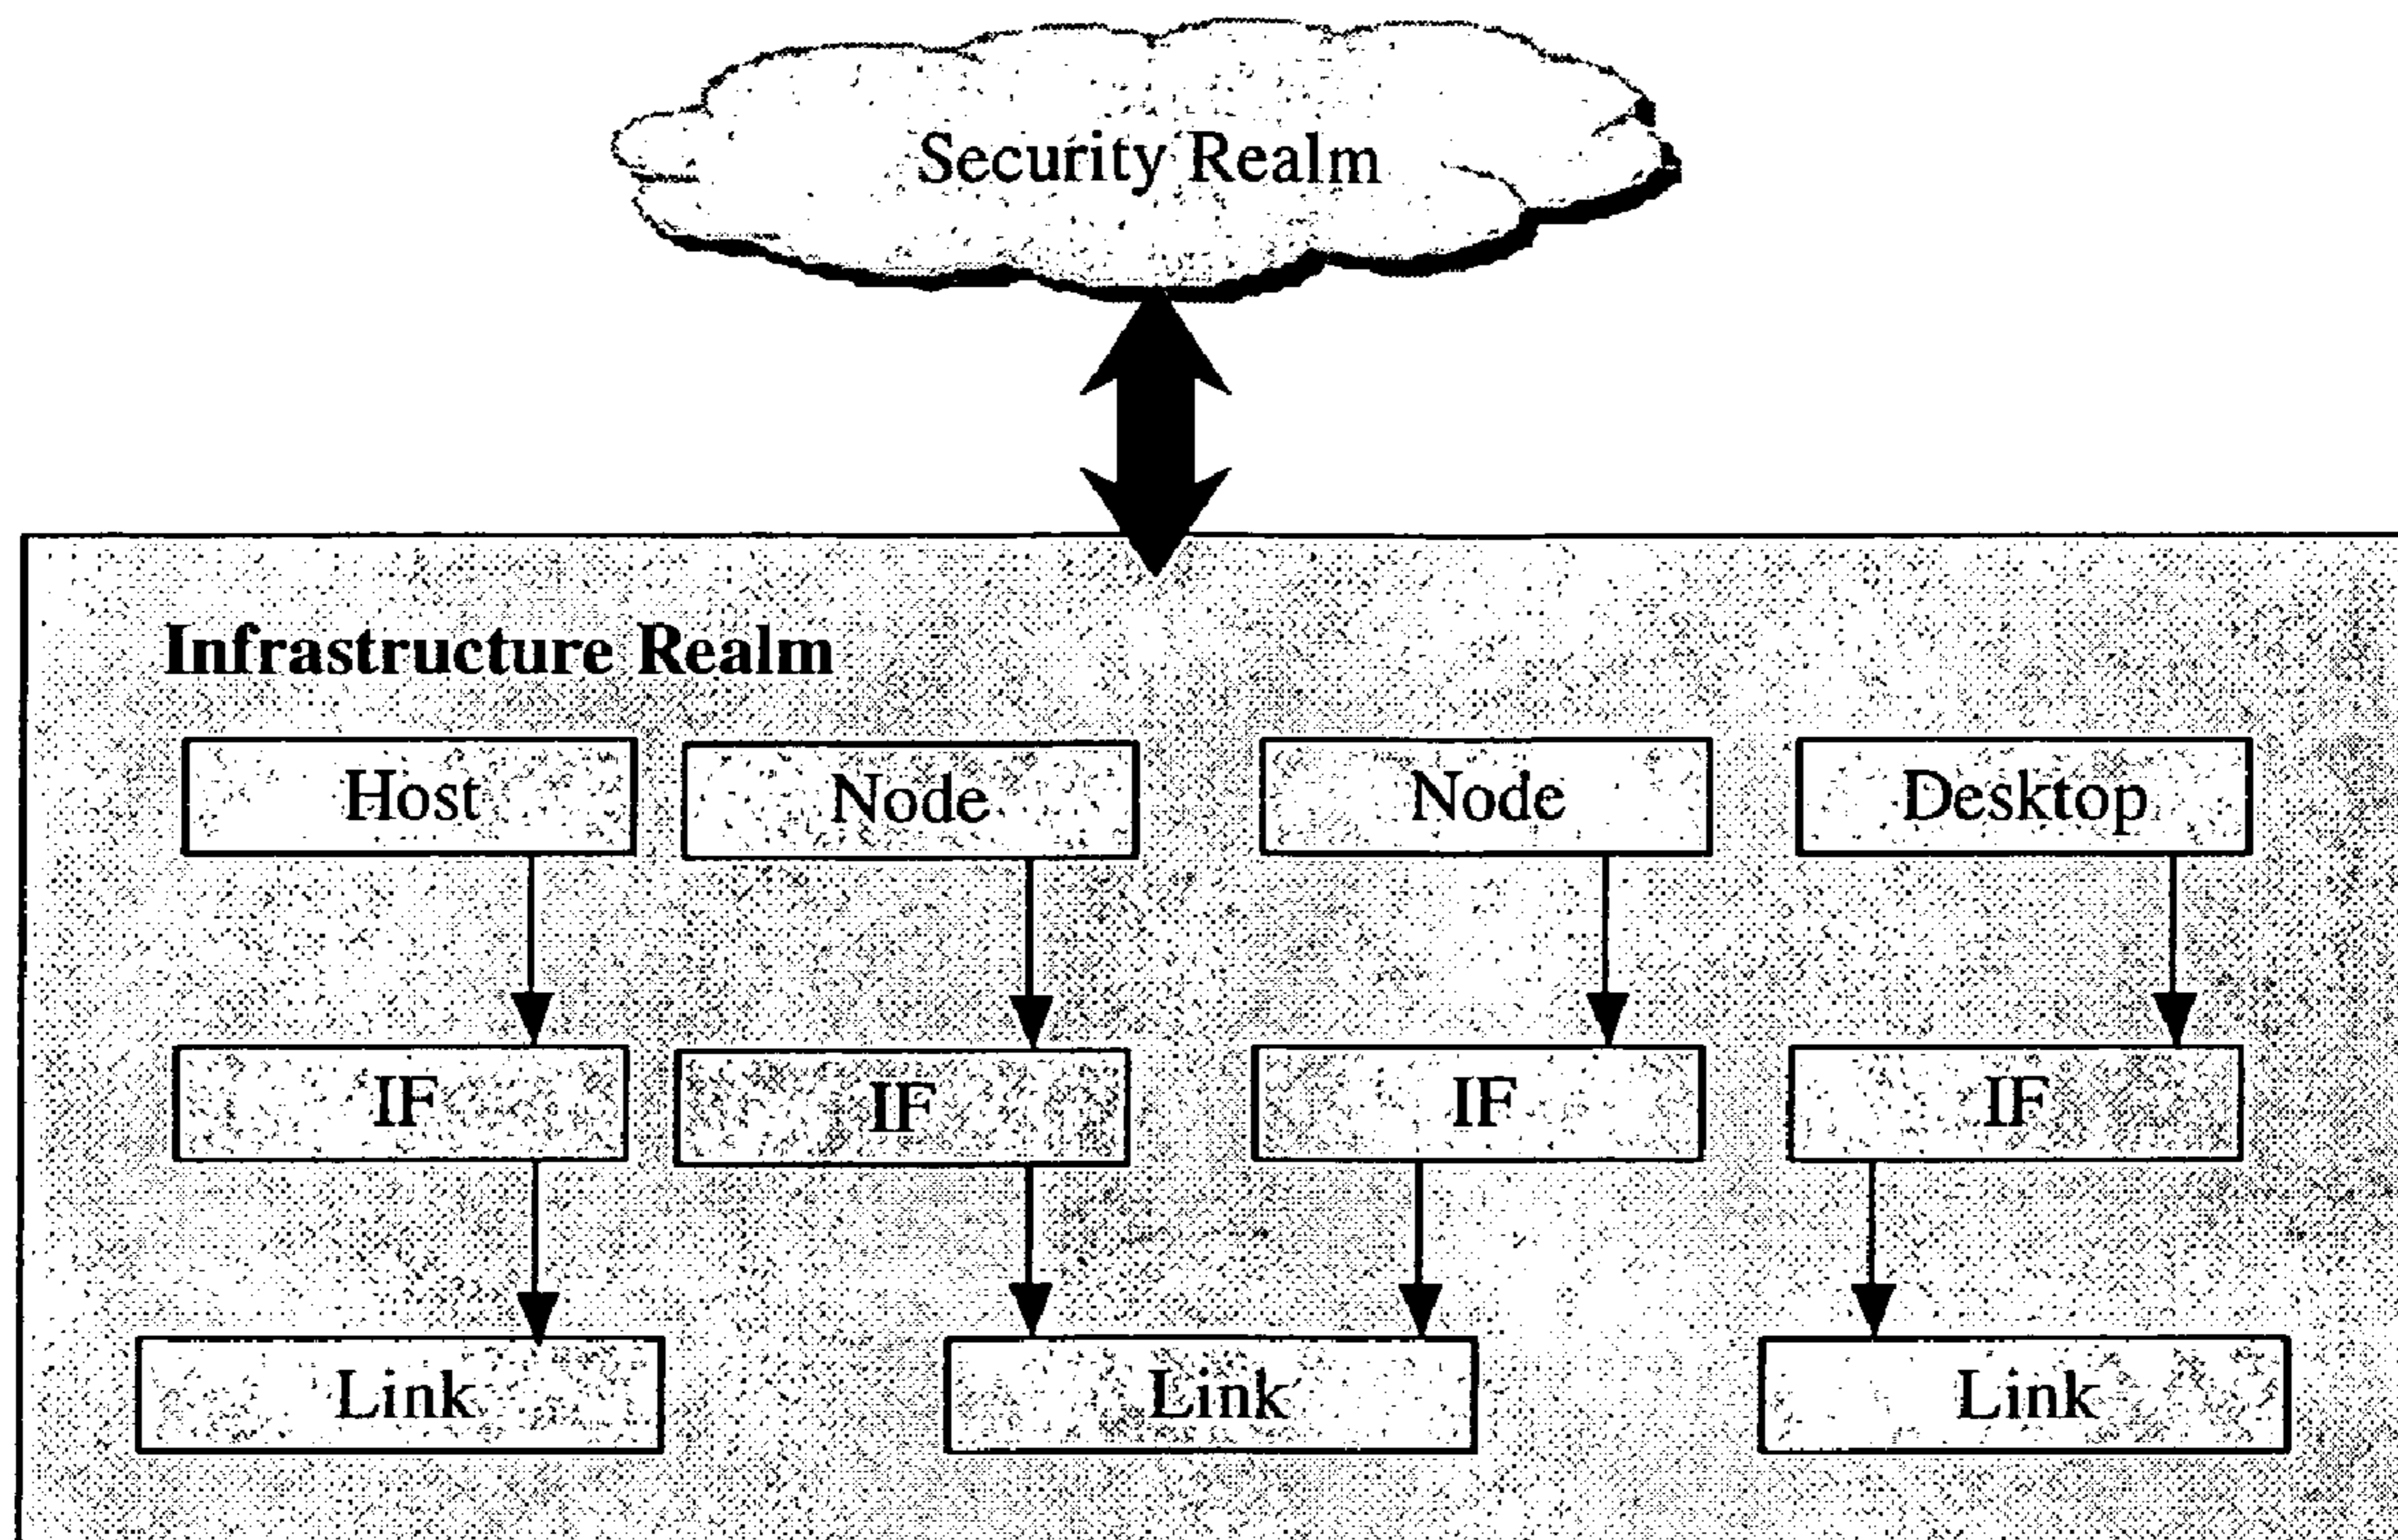 Security Realm
Infrastructure Realm
Host
Node
Node
Desktop
IF
IF
IF
IF
Link
Link
Link